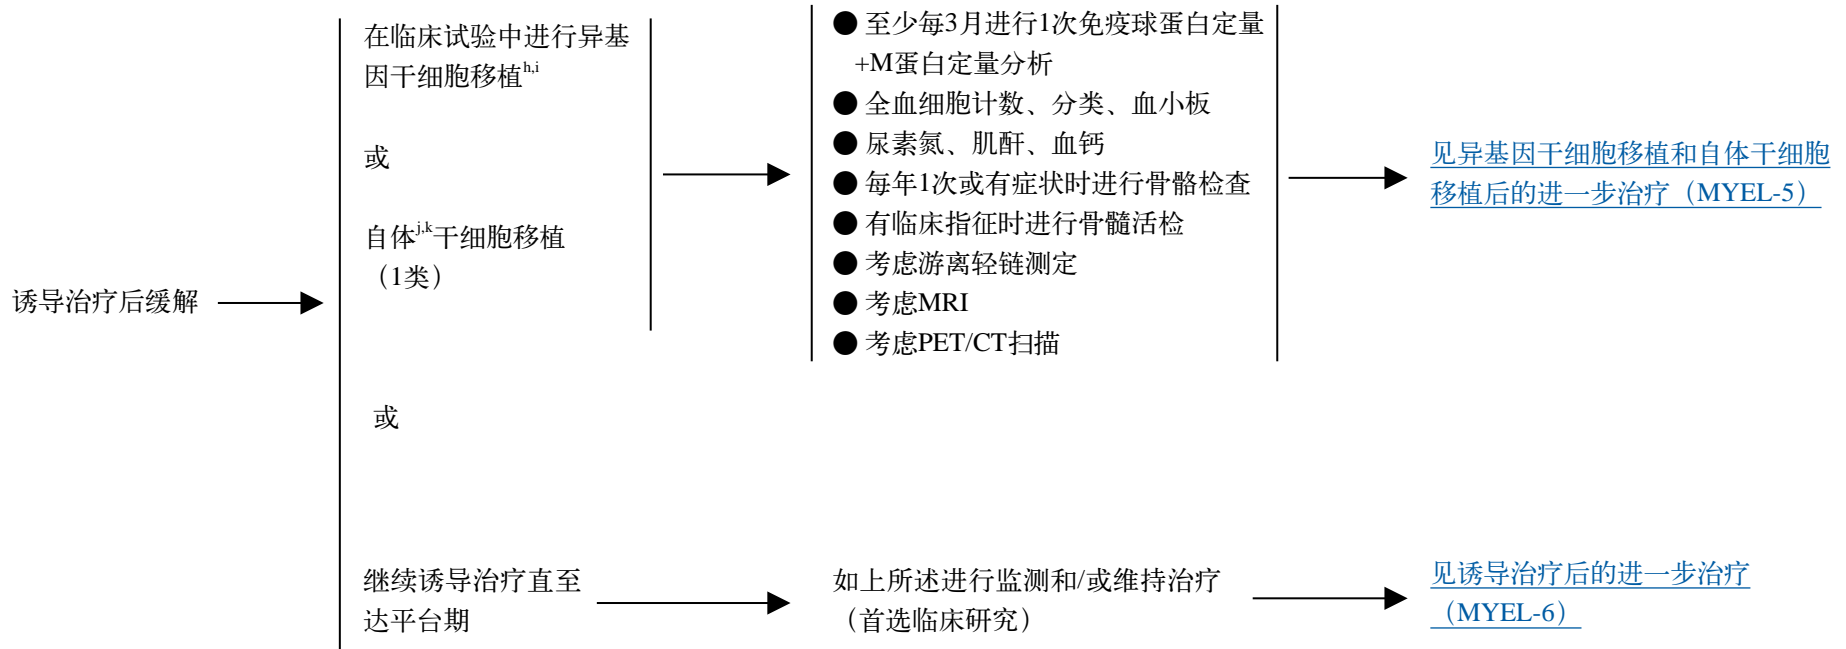 诱导治疗后缓解
在临床试验中进行异基
因干细胞移植h,i
或
自体j,k干细胞移植
（1类）
或
继续诱导治疗直至
达平台期
● 至少每3月进行1次免疫球蛋白定量
+M蛋白定量分析
● 全血细胞计数、分类、血小板
● 尿素氮、肌酐、血钙
● 每年1次或有症状时进行骨骼检查
● 有临床指征时进行骨髓活检
● 考虑游离轻链测定
● 考虑MRI
● 考虑PET/CT扫描
如上所述进行监测和/或维持治疗
（首选临床研究）
见异基因干细胞移植和自体干细胞
移植后的进一步治疗（MYEL-5）
见诱导治疗后的进一步治疗
（MYEL-6）